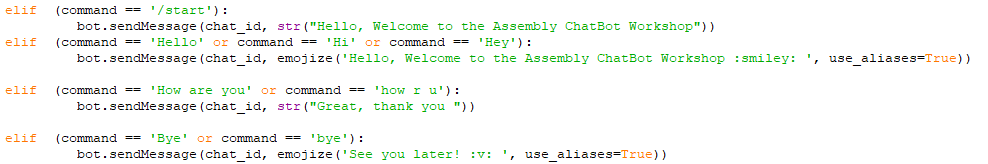 elif  (command == '/start'):
         bot.sendMessage(chat_id, str("Hello, Welcome to the Assembly ChatBot Workshop"))
elif  (command == 'Hello' or command == 'Hi' or command == 'Hey'):
         bot.sendMessage(chat_id, emojize('Hello, Welcome to the Assembly ChatBot Workshop :smiley: ', use_aliases=True))
elif  (command == 'How are you' or command == 'how r u'):
         bot.sendMessage(chat_id, str("Great, thank you "))
elif  (command == 'Bye' or command == 'bye'):
         bot.sendMessage(chat_id, emojize('See you later! :v: ', use_aliases=True))